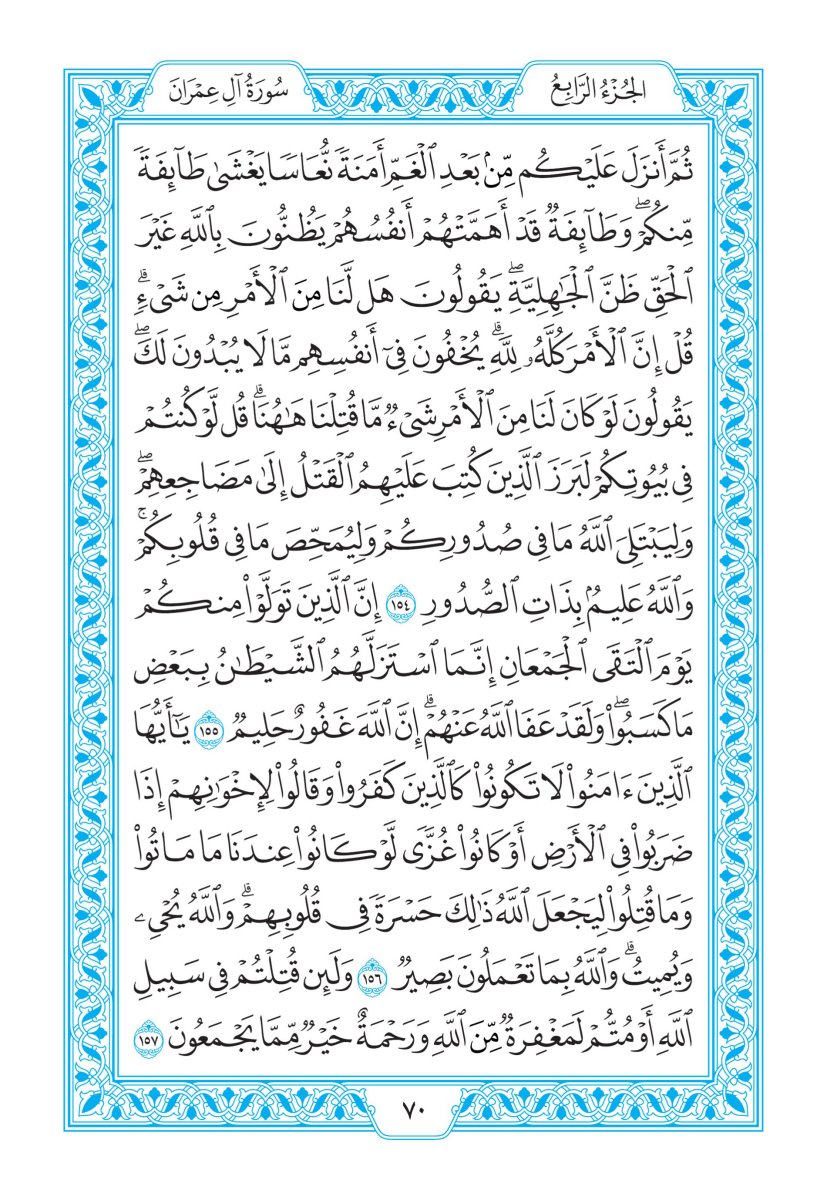 الجُزْءُ الرَّابِعُ
سُورَةُ آلِ عِمْرَان
ثُمَّ أَنزَلَ عَلَيْكُم مِّنۢ بَعْدِ ٱلْغَمِّ أَمَنَةً نُّعَاسًا يَغْشَىٰ طَآئِفَةً
مِّنكُمْۖ وَطَآئِفَةٌ قَدْ أَهَمَّتْهُمْ أَنفُسُهُمْ يَظُنُّونَ بِٱللَّهِ غَيْرَ
ٱلْحَقِّ ظَنَّ ٱلْجَٰهِلِيَّةِۖ يَقُولُونَ هَل لَّنَا مِنَ ٱلْأَمْرِ مِن شَىْءٍۗ
قُلْ إِنَّ ٱلْأَمْرَ كُلَّهُۥ لِلَّهِۗ يُخْفُونَ فِىٓ أَنفُسِهِم مَّا لَا يُبْدُونَ لَكَۖ
يَقُولُونَ لَوْ كَانَ لَنَا مِنَ ٱلْأَمْرِ شَىْءٌ مَّا قُتِلْنَا هَٰهُنَاۗ قُل لَّوْ كُنتُمْ
فِى بُيُوتِكُمْ لَبَرَزَ ٱلَّذِينَ كُتِبَ عَلَيْهِمُ ٱلْقَتْلُ إِلَىٰ مَضَاجِعِهِمْۖ
وَلِيَبْتَلِىَ ٱللَّهُ مَا فِى صُدُورِكُمْ وَلِيُمَحِّصَ مَا فِى قُلُوبِكُمْۚ
وَٱللَّهُ عَلِيمٌۢ بِذَاتِ ٱلصُّدُورِ ١٥٤ إِنَّ ٱلَّذِينَ تَوَلَّوْا۟ مِنكُمْ
يَوْمَ ٱلْتَقَى ٱلْجَمْعَانِ إِنَّمَا ٱسْتَزَلَّهُمُ ٱلشَّيْطَٰنُ بِبَعْضِ
مَا كَسَبُوا۟ۖ وَلَقَدْ عَفَا ٱللَّهُ عَنْهُمْۗ إِنَّ ٱللَّهَ غَفُورٌ حَلِيمٌ ١٥٥ يَٰٓأَيُّهَا
ٱلَّذِينَ ءَامَنُوا۟ لَا تَكُونُوا۟ كَٱلَّذِينَ كَفَرُوا۟ وَقَالُوا۟ لِإِخْوَٰنِهِمْ إِذَا
ضَرَبُوا۟ فِى ٱلْأَرْضِ أَوْ كَانُوا۟ غُزًّى لَّوْ كَانُوا۟ عِندَنَا مَا مَاتُوا۟
وَمَا قُتِلُوا۟ لِيَجْعَلَ ٱللَّهُ ذَٰلِكَ حَسْرَةً فِى قُلُوبِهِمْۗ وَٱللَّهُ يُحْىِۦ
وَيُمِيتُۗ وَٱللَّهُ بِمَا تَعْمَلُونَ بَصِيرٌ ١٥٦ وَلَئِن قُتِلْتُمْ فِى سَبِيلِ
ٱللَّهِ أَوْ مُتُّمْ لَمَغْفِرَةٌ مِّنَ ٱللَّهِ وَرَحْمَةٌ خَيْرٌ مِّمَّا يَجْمَعُونَ ١٥٧
٧٠